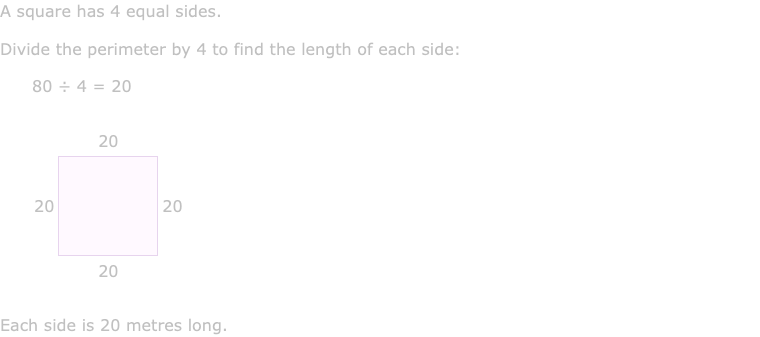 A square has 4 equal sides.
Divide the perimeter by 4 to find the length of each side:
80 ÷ 4 = 20
20
20 20
20
Each side is 20 metres long.